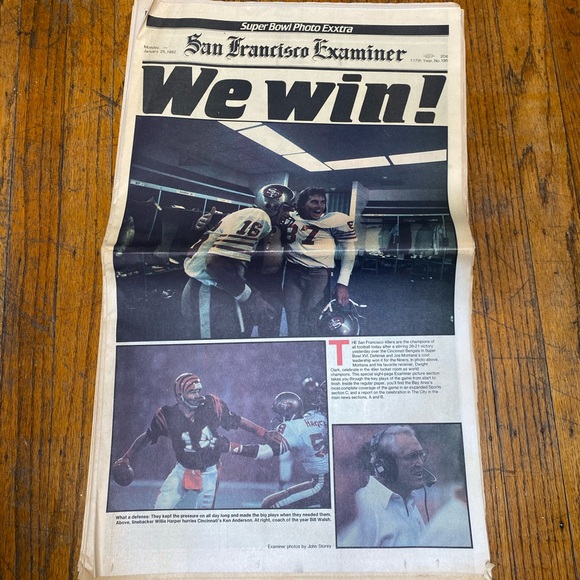 Super Bowl Photo Exxtra
Monday,
January 25, 1982
San Francisco Examiner
20¢
117th Year, No.
We win!
16
87
THE San Francisco 49ers are the champions of
all football today after a stirring 26-21 victory
yesterday over the Cincinnati Bengals in Super
Bowl XVI. Defense and Joe Montana's cool
leadership won it for the Niners. In photo above,
Montana and his favorite receiver, Dwight
Clark, celebrate in the 49er locker room as world
champions. This special eight-page Examiner picture section
takes you through the key plays of the game from start to
finish. Inside the regular paper, you'll find the Bay Area's
most complete coverage of the game in an expanded Sports
section C, and a report on the celebration in The City in the
main news sections, A and B.
14
What a defense: They kept the pressure on all day long and made the big plays when they needed them.
Above, linebacker Willie Harper hurries Cincinnati's Ken Anderson. At right, coach of the year Bill Walsh.
Examiner photos by John Storey